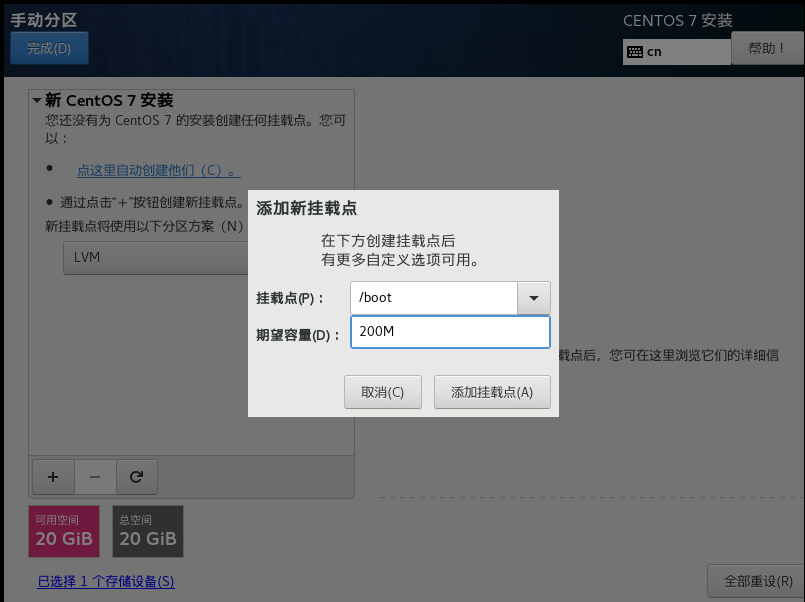 手动分区
CENTOS 7 安装
完成(D)
cn
帮助！
新 CentOS 7 安装
您还没有为 CentOS 7 的安装创建任何挂载点。您可
以：
点这里自动创建他们（C）。
通过点击“+”按钮创建新挂载点。
新挂载点将使用以下分区方案（N）
LVM
添加新挂载点
在下方创建挂载点后
有更多自定义选项可用。
挂载点(P)：
/boot
期望容量(D)：
200M
取消(C)
添加挂载点(A)
载点后，您可在这里浏览它们的详细信
+
−
可用空间
20 GiB
总空间
20 GiB
已选择 1 个存储设备(S)
全部重设(R)